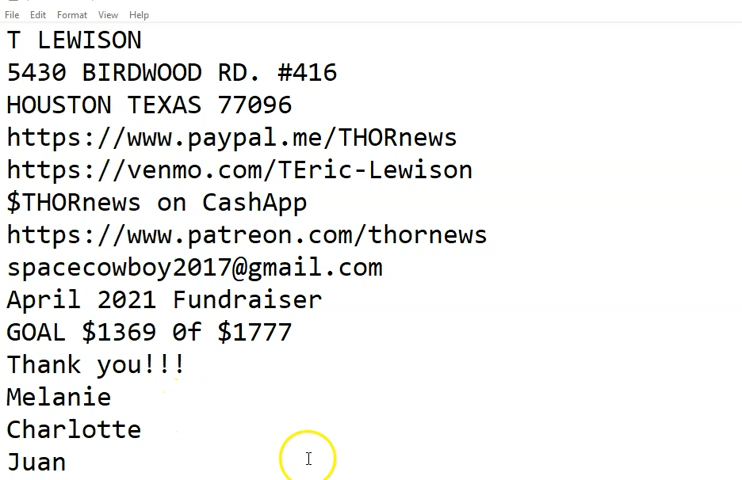 File Edit Format View Help
T LEWISON
5430 BIRDWOOD RD. #416
HOUSTON TEXAS 77096
https://www.paypal.me/THORnews
https://venmo.com/TEric-Lewison
$THORnews on CashApp
https://www.patreon.com/thornews
spacecowboy2017@gmail.com
April 2021 Fundraiser
GOAL $1369 0f $1777
Thank you!!!
Melanie
Charlotte
Juan